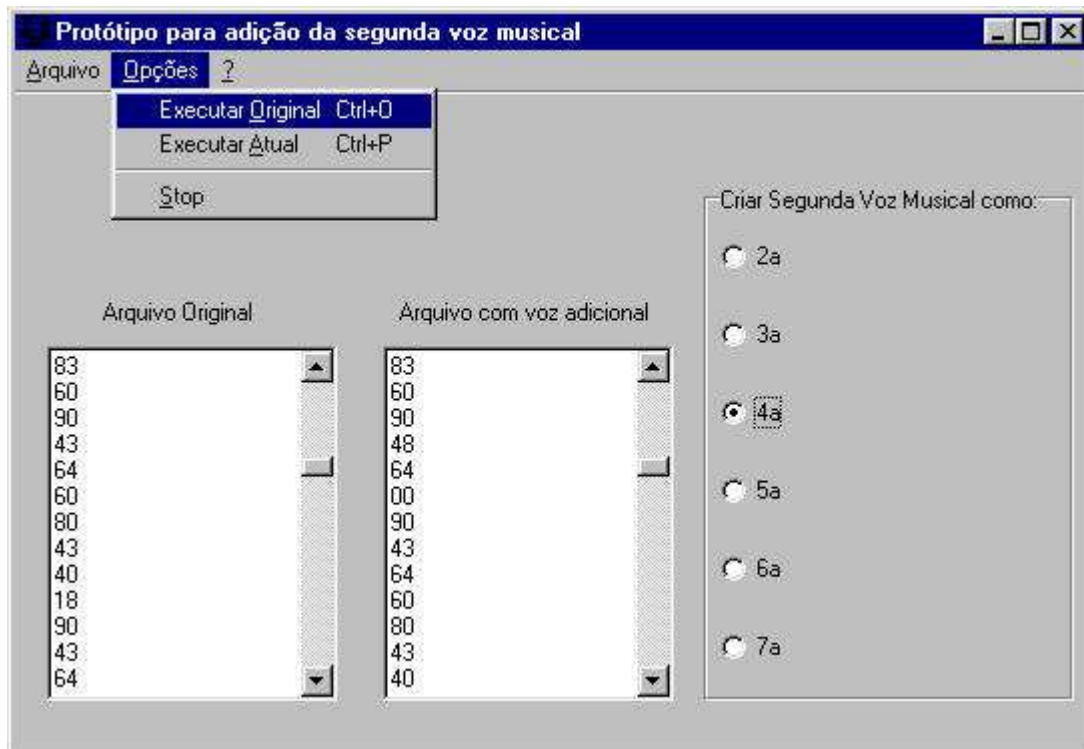 Protótipo para adição da segunda voz musical
Arquivo Opções ?
Executar Original Ctrl+O
Executar Atual Ctrl+P
Stop
Criar Segunda Voz Musical como:
2a
3a
4a
5a
6a
7a
Arquivo Original
83
60
90
43
64
60
80
43
40
18
90
43
64
Arquivo com voz adicional
83
60
90
48
64
00
90
43
64
60
80
43
40